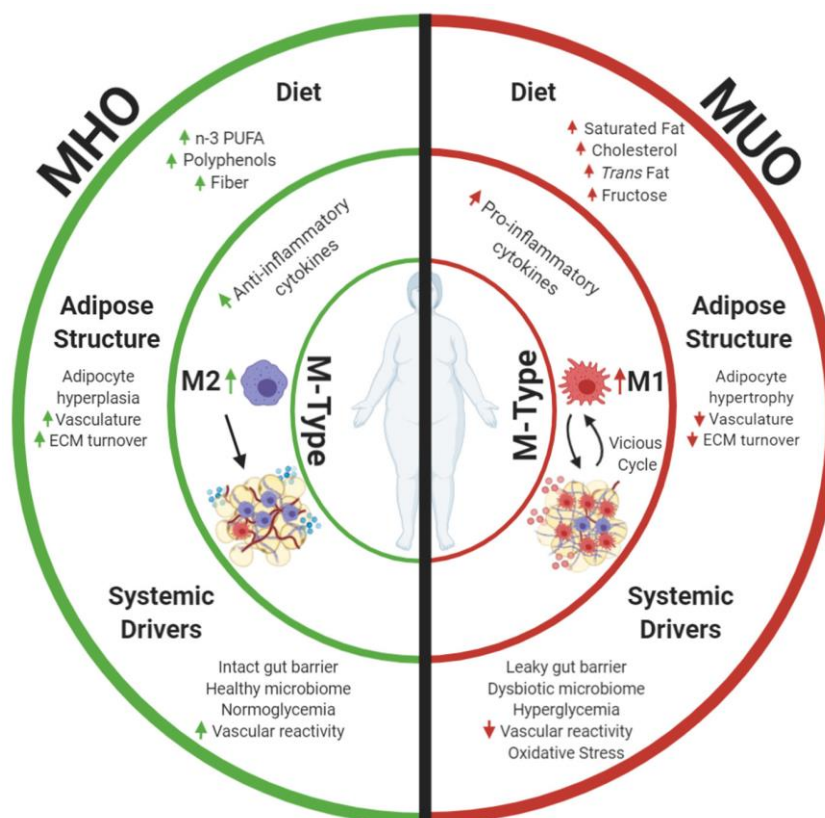 MHO
Diet
n-3 PUFA
Polyphenols
Fiber
Anti-inflammatory
cytokines
Adipose
Structure
Adipocyte
hyperplasia
Vasculature
ECM turnover
M2
M-Type
Systemic
Drivers
Intact gut barrier
Healthy microbiome
Normoglycemia
Vascular reactivity
MUO
Diet
Saturated Fat
Cholesterol
Trans Fat
Fructose
Pro-inflammatory
cytokines
M-Type
M1
Vicious
Cycle
Adipose
Structure
Adipocyte
hypertrophy
Vasculature
ECM turnover
Systemic
Drivers
Leaky gut barrier
Dysbiotic microbiome
Hyperglycemia
Vascular reactivity
Oxidative Stress